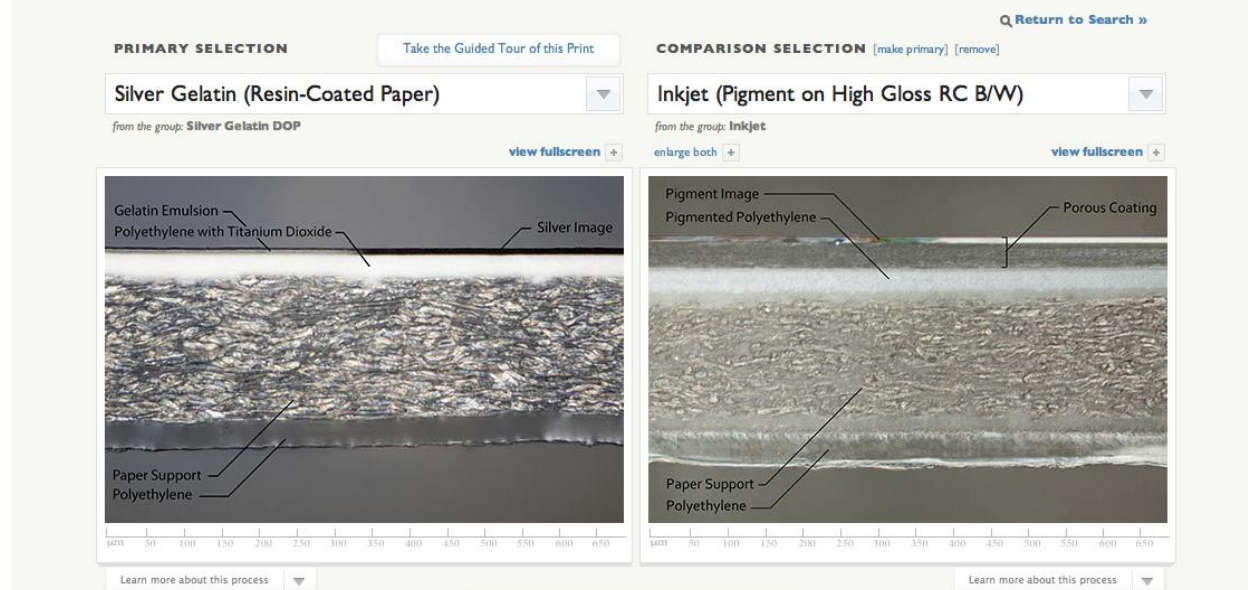 Return to Search »
PRIMARY SELECTION
Take the Guided Tour of this Print
COMPARISON SELECTION [make primary] [remove]
Silver Gelatin (Resin-Coated Paper)
Inkjet (Pigment on High Gloss RC B/W)
from the group: Silver Gelatin DOP
from the group: Inkjet
view fullscreen +
enlarge both +
view fullscreen +
Gelatin Emulsion
Polyethylene with Titanium Dioxide
Silver Image
Paper Support
Polyethylene
Pigment Image
Pigmented Polyethylene
Porous Coating
Paper Support
Polyethylene
µm 50 100 150 200 250 300 350 400 450 500 550 600 650
µm 50 100 150 200 250 300 350 400 450 500 550 600 650
Learn more about this process
Learn more about this process